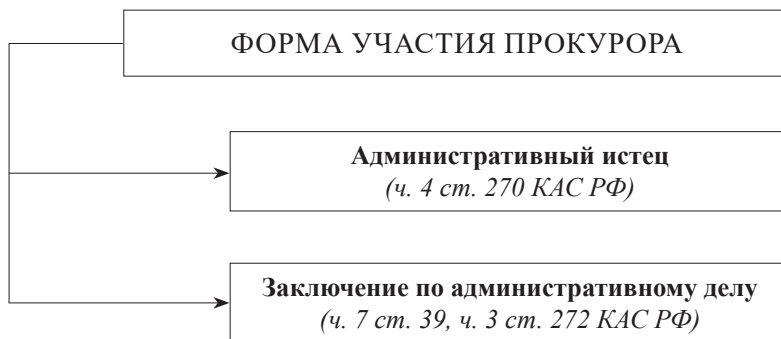 ФОРМА УЧАСТИЯ ПРОКУРОРА
Административный истец
(ч. 4 ст. 270 КАС РФ)
Заключение по административному делу
(ч. 7 ст. 39, ч. 3 ст. 272 КАС РФ)